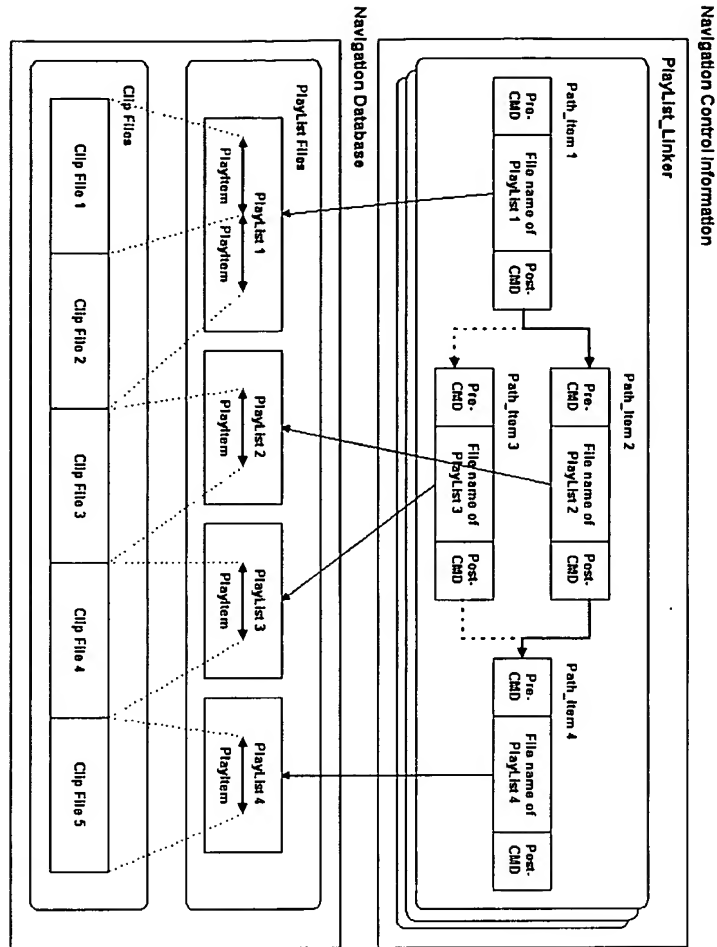 Navigation Control Information
PlayList_Linker
Path_Item 1
Pre-
CMD
File name of
PlayList 1
Post-
CMD
Path_Item 2
Pre-
CMD
File name of
PlayList 2
Post-
CMD
Path_Item 3
Pre-
CMD
File name of
PlayList 3
Post-
CMD
Path_Item 4
Pre-
CMD
File name of
PlayList 4
Post-
CMD
Navigation Database
PlayList Files
PlayList 1
PlayItem
PlayItem
PlayList 2
PlayItem
PlayList 3
PlayItem
PlayList 4
PlayItem
Clip Files
Clip File 1
Clip File 2
Clip File 3
Clip File 4
Clip File 5